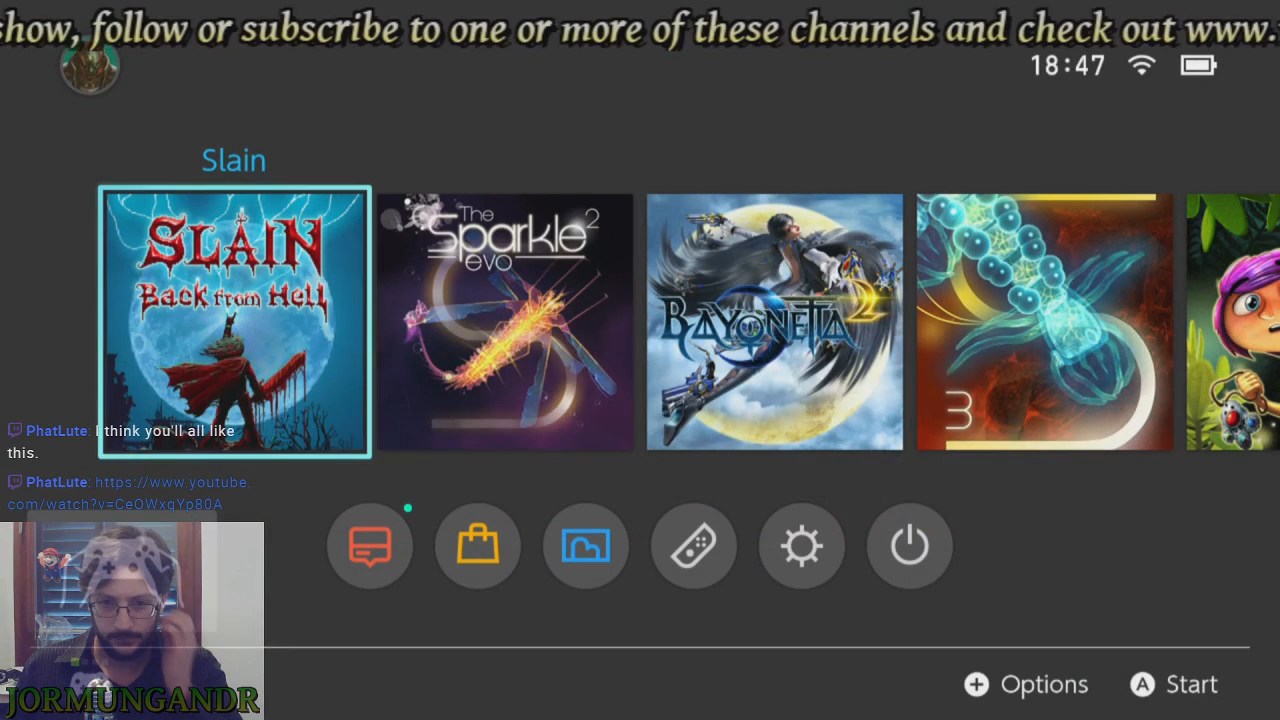 show, follow or subscribe to one or more of these channels and check out www.
18:47
Slain
SLAIN
Back from Hell
The
Sparkle 2
evo
BAYONETTA 2
3
PhatLute: I think you'll all like
this.
PhatLute: https://www.youtube.
com/watch?v=CeOWxgYp80A
JORMUNGANDR
+ Options
A Start